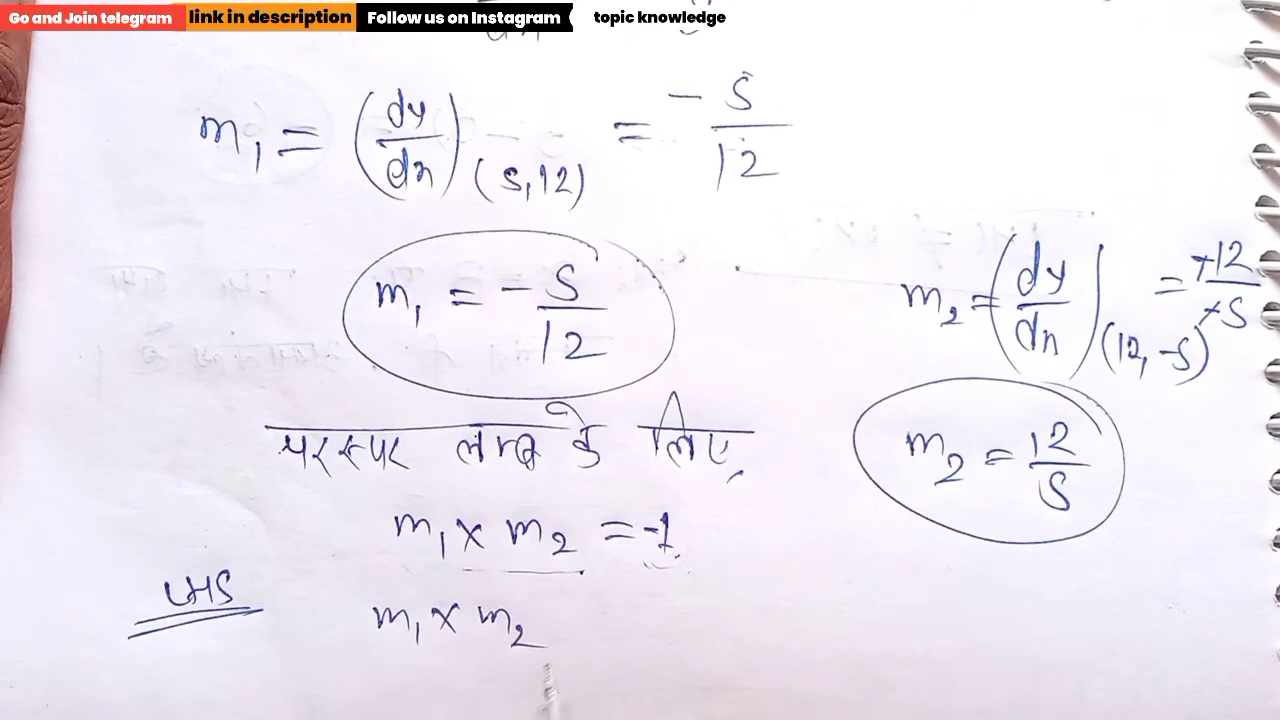 Go and Join telegram link in description Follow us on Instagram topic knowledge
m₁ = (dy/dx)(5,12) = -5/12
m₁ = -5/12
m₂ = (dy/dx)(12,-5) = +12/+5
m₂ = 12/5
परस्पर लम्ब के लिए,
m₁ × m₂ = -1
LHS
m₁ × m₂